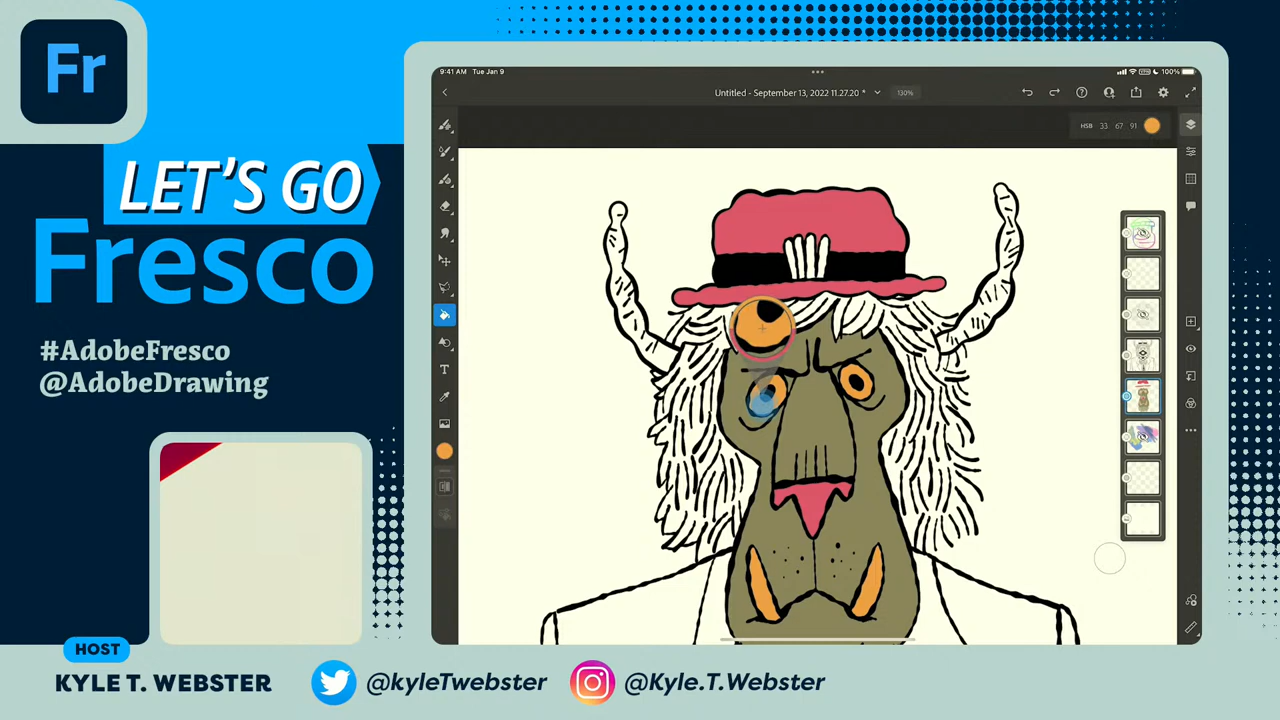 Fr
LET'S GO
Fresco
#AdobeFresco
@AdobeDrawing
9:41 AM Tue Jan 9
100%
Untitled - September 13, 2022 11.27.20 *
130%
HSB 33 67 91
T
HOST
KYLE T. WEBSTER
@kyleTwebster
@Kyle.T.Webster